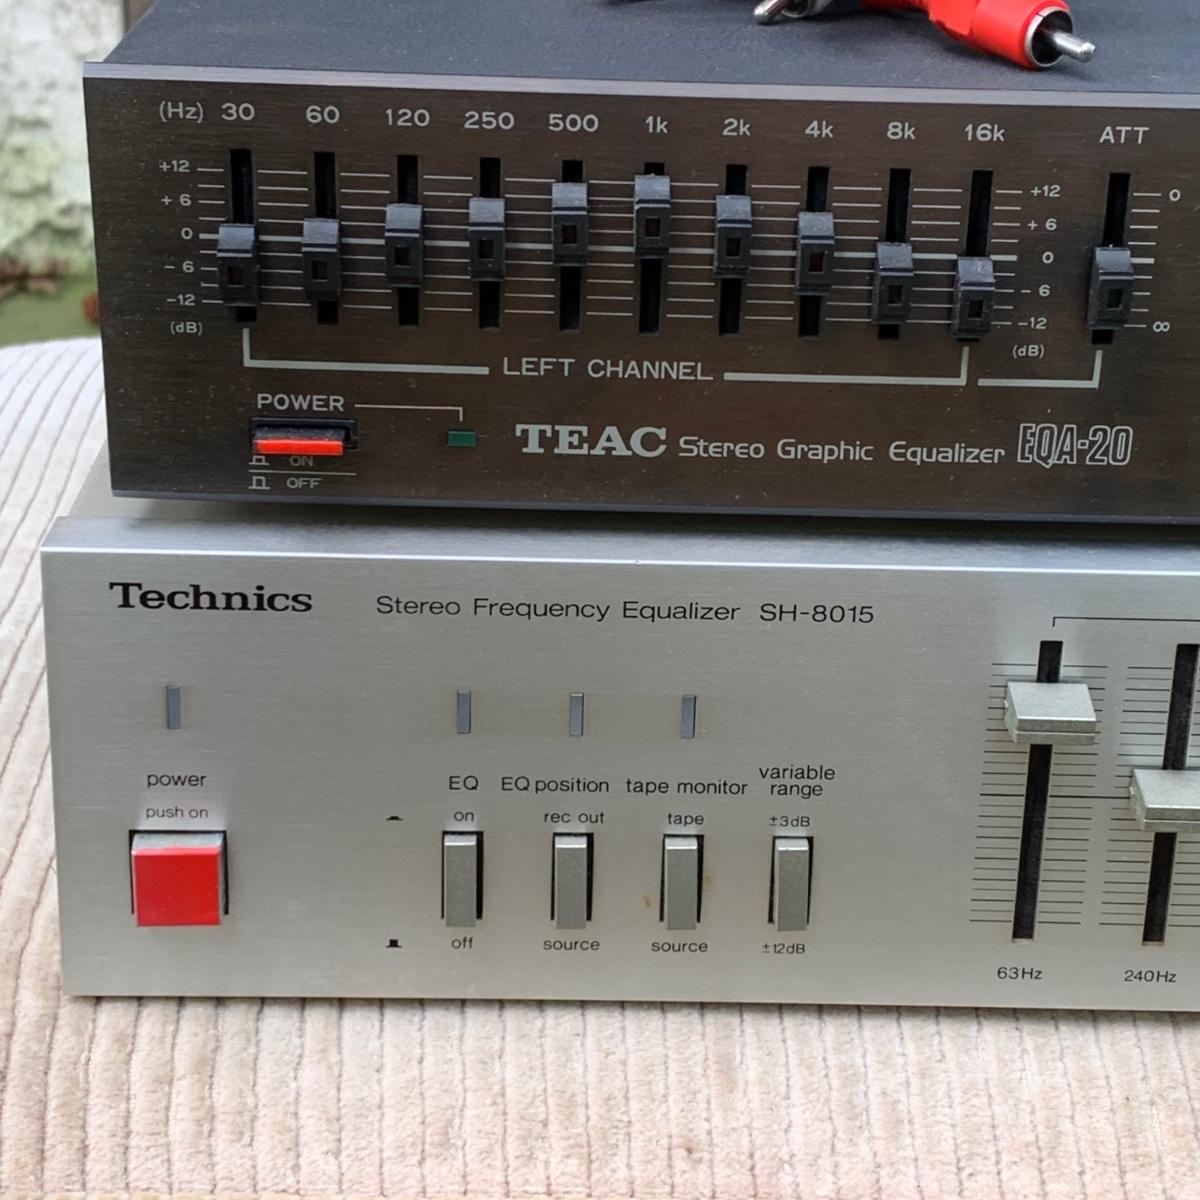 (Hz) 30 60 120 250 500 1k 2k 4k 8k 16k ATT
+12 +12 0
+ 6 + 6
0 0
- 6 - 6
-12 -12 ∞
(dB) (dB)
LEFT CHANNEL
POWER
TEAC Stereo Graphic Equalizer EQA-20
ON
OFF
Technics Stereo Frequency Equalizer SH-8015
power EQ EQ position tape monitor variable range
push on on rec out tape ±3dB
off source source ±12dB
63Hz 240Hz